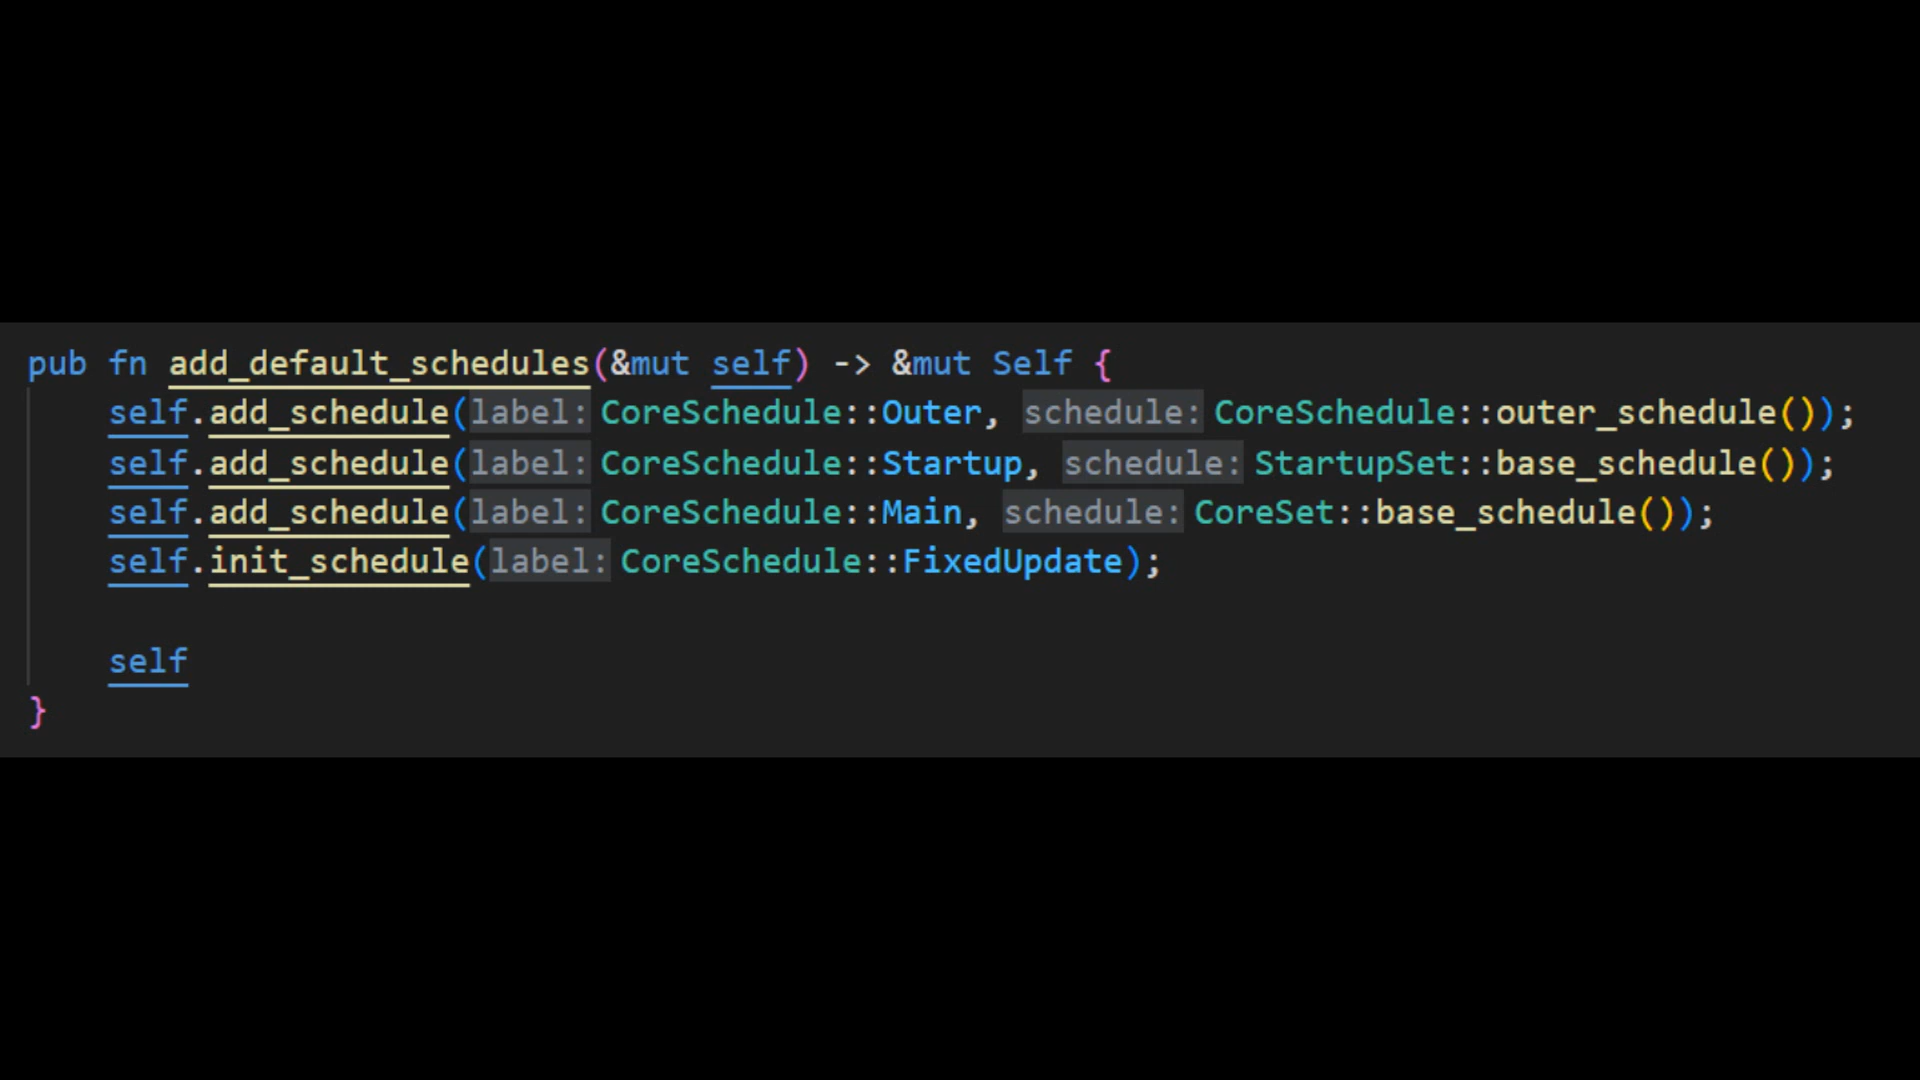 pub fn add_default_schedules(&mut self) -> &mut Self {
self.add_schedule(label: CoreSchedule::Outer, schedule: CoreSchedule::outer_schedule());
self.add_schedule(label: CoreSchedule::Startup, schedule: StartupSet::base_schedule());
self.add_schedule(label: CoreSchedule::Main, schedule: CoreSet::base_schedule());
self.init_schedule(label: CoreSchedule::FixedUpdate);
self
}